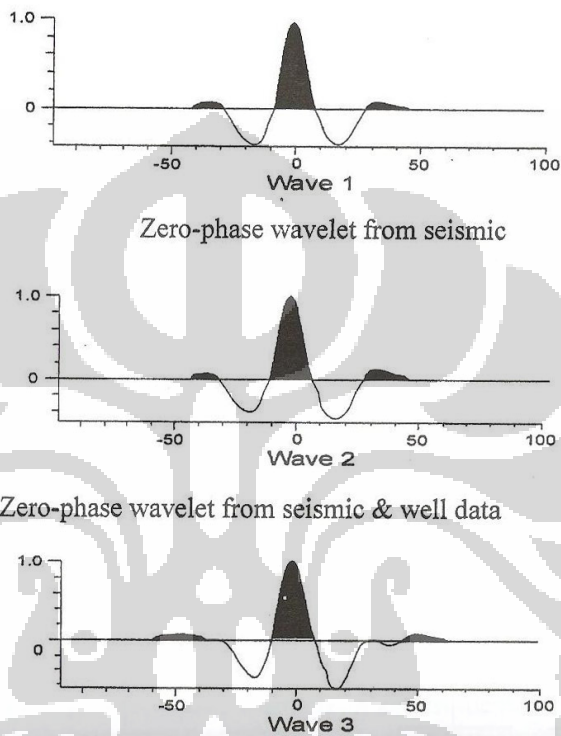 1.0
0
-50 0 50 100
Wave 1
Zero-phase wavelet from seismic
1.0
0
-50 0 50 100
Wave 2
Zero-phase wavelet from seismic & well data
1.0
0
-50 0 50 100
Wave 3